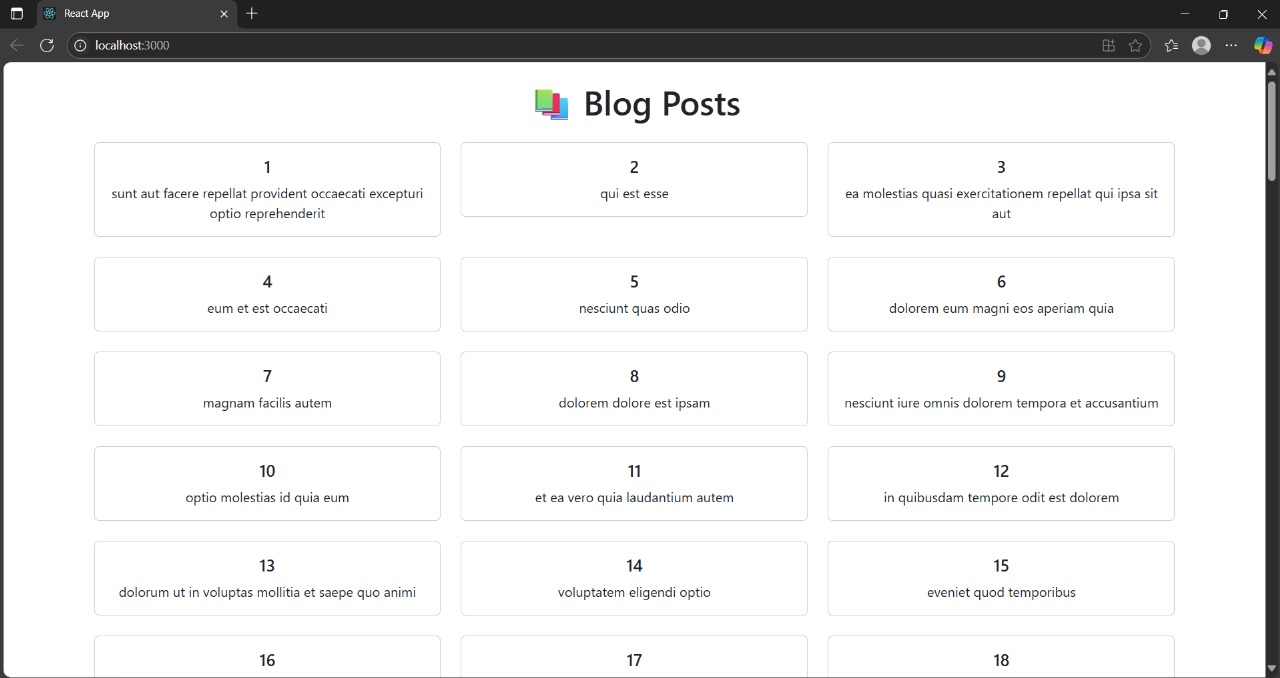 React App
localhost:3000
📚 Blog Posts
1
sunt aut facere repellat provident occaecati excepturi
optio reprehenderit
2
qui est esse
3
ea molestias quasi exercitationem repellat qui ipsa sit
aut
4
eum et est occaecati
5
nesciunt quas odio
6
dolorem eum magni eos aperiam quia
7
magnam facilis autem
8
dolorem dolore est ipsam
9
nesciunt iure omnis dolorem tempora et accusantium
10
optio molestias id quia eum
11
et ea vero quia laudantium autem
12
in quibusdam tempore odit est dolorem
13
dolorum ut in voluptas mollitia et saepe quo animi
14
voluptatem eligendi optio
15
eveniet quod temporibus
16
17
18